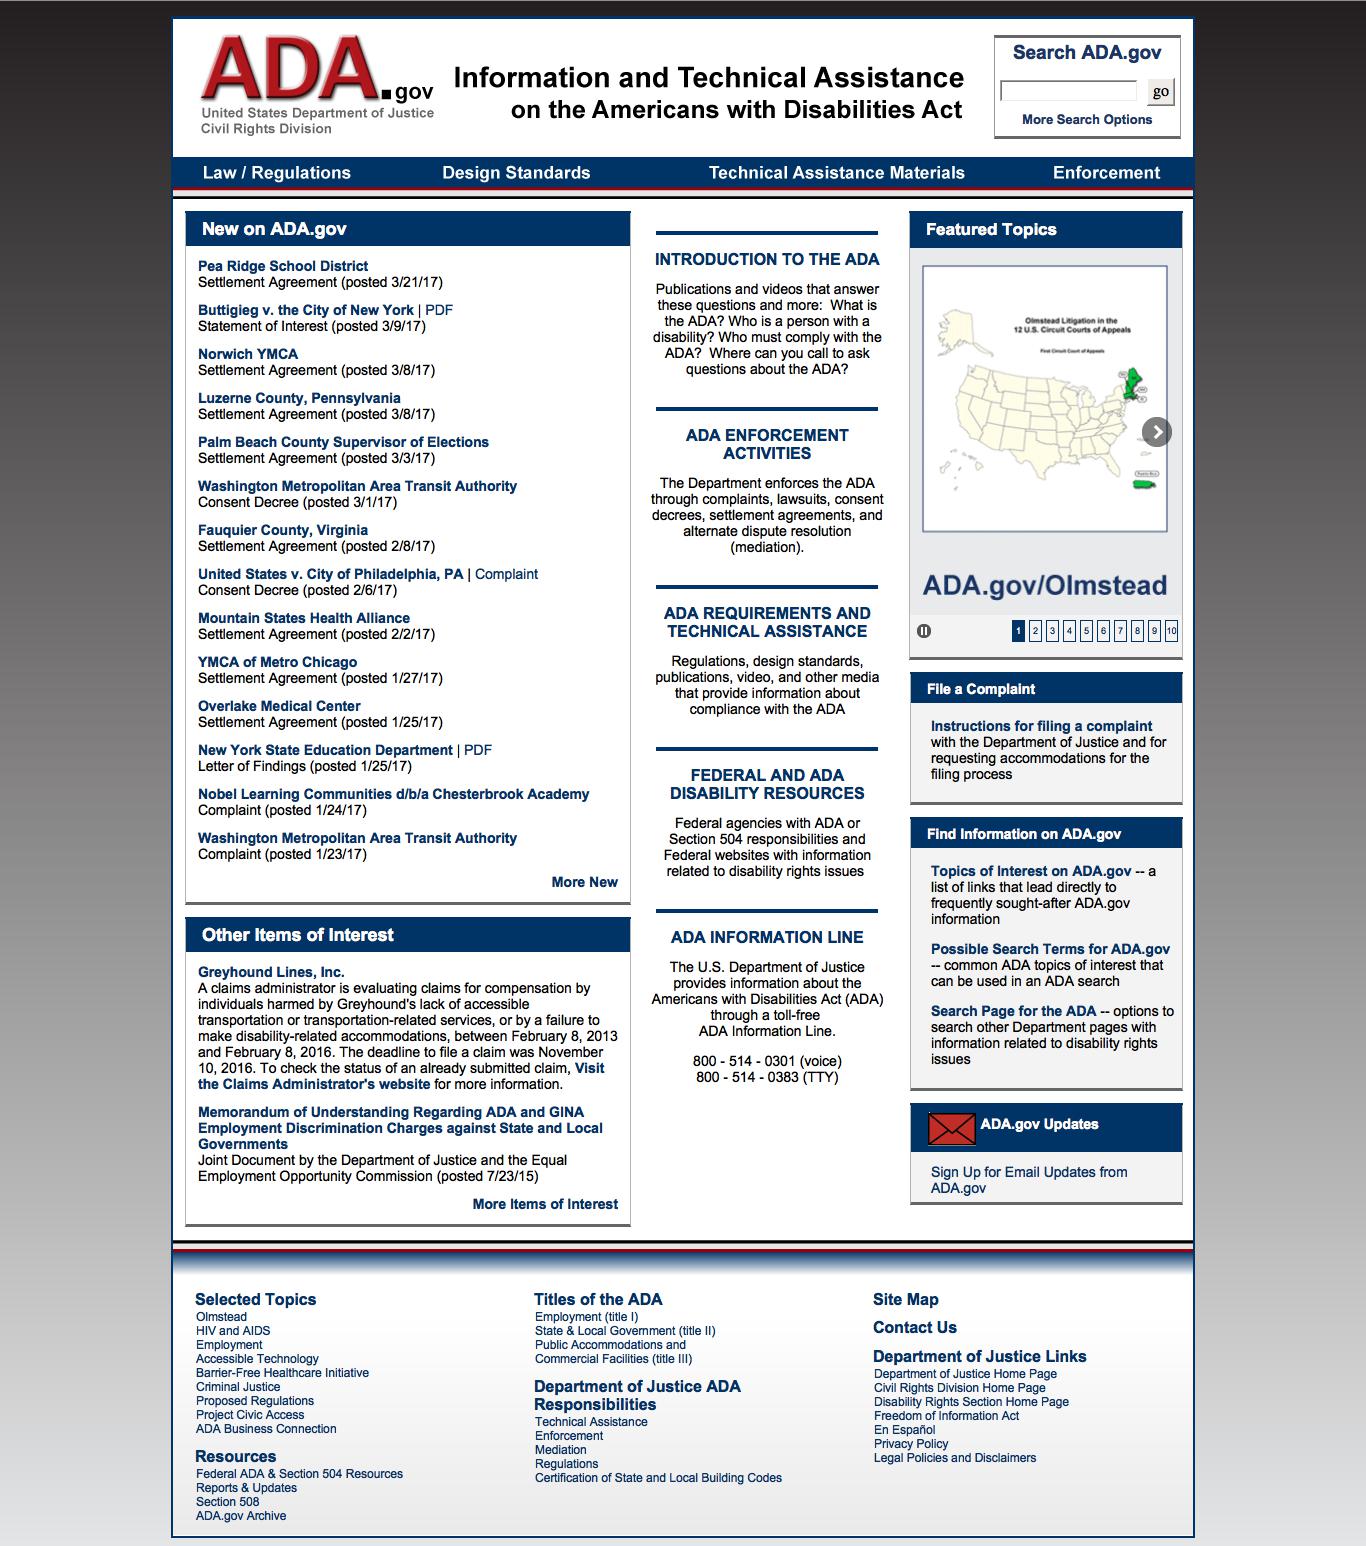 ADA.gov
United States Department of Justice
Civil Rights Division
Information and Technical Assistance
on the Americans with Disabilities Act
Search ADA.gov
go
More Search Options
Law / Regulations
Design Standards
Technical Assistance Materials
Enforcement
New on ADA.gov
Pea Ridge School District
Settlement Agreement (posted 3/21/17)
Buttigieg v. the City of New York | PDF
Statement of Interest (posted 3/9/17)
Norwich YMCA
Settlement Agreement (posted 3/8/17)
Luzerne County, Pennsylvania
Settlement Agreement (posted 3/8/17)
Palm Beach County Supervisor of Elections
Settlement Agreement (posted 3/3/17)
Washington Metropolitan Area Transit Authority
Consent Decree (posted 3/1/17)
Fauquier County, Virginia
Settlement Agreement (posted 2/8/17)
United States v. City of Philadelphia, PA | Complaint
Consent Decree (posted 2/6/17)
Mountain States Health Alliance
Settlement Agreement (posted 2/2/17)
YMCA of Metro Chicago
Settlement Agreement (posted 1/27/17)
Overlake Medical Center
Settlement Agreement (posted 1/25/17)
New York State Education Department | PDF
Letter of Findings (posted 1/25/17)
Nobel Learning Communities d/b/a Chesterbrook Academy
Complaint (posted 1/24/17)
Washington Metropolitan Area Transit Authority
Complaint (posted 1/23/17)
More New
Other Items of Interest
Greyhound Lines, Inc.
A claims administrator is evaluating claims for compensation by
individuals harmed by Greyhound's lack of accessible
transportation or transportation-related services, or by a failure to
make disability-related accommodations, between February 8, 2013
and February 8, 2016. The deadline to file a claim was November
10, 2016. To check the status of an already submitted claim, Visit
the Claims Administrator's website for more information.
Memorandum of Understanding Regarding ADA and GINA
Employment Discrimination Charges against State and Local
Governments
Joint Document by the Department of Justice and the Equal
Employment Opportunity Commission (posted 7/23/15)
More Items of Interest
INTRODUCTION TO THE ADA
Publications and videos that answer
these questions and more: What is
the ADA? Who is a person with a
disability? Who must comply with the
ADA? Where can you call to ask
questions about the ADA?
ADA ENFORCEMENT
ACTIVITIES
The Department enforces the ADA
through complaints, lawsuits, consent
decrees, settlement agreements, and
alternate dispute resolution
(mediation).
ADA REQUIREMENTS AND
TECHNICAL ASSISTANCE
Regulations, design standards,
publications, video, and other media
that provide information about
compliance with the ADA
FEDERAL AND ADA
DISABILITY RESOURCES
Federal agencies with ADA or
Section 504 responsibilities and
Federal websites with information
related to disability rights issues
ADA INFORMATION LINE
The U.S. Department of Justice
provides information about the
Americans with Disabilities Act (ADA)
through a toll-free
ADA Information Line.
800 - 514 - 0301 (voice)
800 - 514 - 0383 (TTY)
Featured Topics
Olmstead Litigation in the
12 U.S. Circuit Courts of Appeals
First Circuit Court of Appeals
Puerto Rico
ADA.gov/Olmstead
1 2 3 4 5 6 7 8 9 10
File a Complaint
Instructions for filing a complaint
with the Department of Justice and for
requesting accommodations for the
filing process
Find Information on ADA.gov
Topics of Interest on ADA.gov -- a
list of links that lead directly to
frequently sought-after ADA.gov
information
Possible Search Terms for ADA.gov
-- common ADA topics of interest that
can be used in an ADA search
Search Page for the ADA -- options to
search other Department pages with
information related to disability rights
issues
ADA.gov Updates
Sign Up for Email Updates from
ADA.gov
Selected Topics
Olmstead
HIV and AIDS
Employment
Accessible Technology
Barrier-Free Healthcare Initiative
Criminal Justice
Proposed Regulations
Project Civic Access
ADA Business Connection
Resources
Federal ADA & Section 504 Resources
Reports & Updates
Section 508
ADA.gov Archive
Titles of the ADA
Employment (title I)
State & Local Government (title II)
Public Accommodations and
Commercial Facilities (title III)
Department of Justice ADA
Responsibilities
Technical Assistance
Enforcement
Mediation
Regulations
Certification of State and Local Building Codes
Site Map
Contact Us
Department of Justice Links
Department of Justice Home Page
Civil Rights Division Home Page
Disability Rights Section Home Page
Freedom of Information Act
En Español
Privacy Policy
Legal Policies and Disclaimers